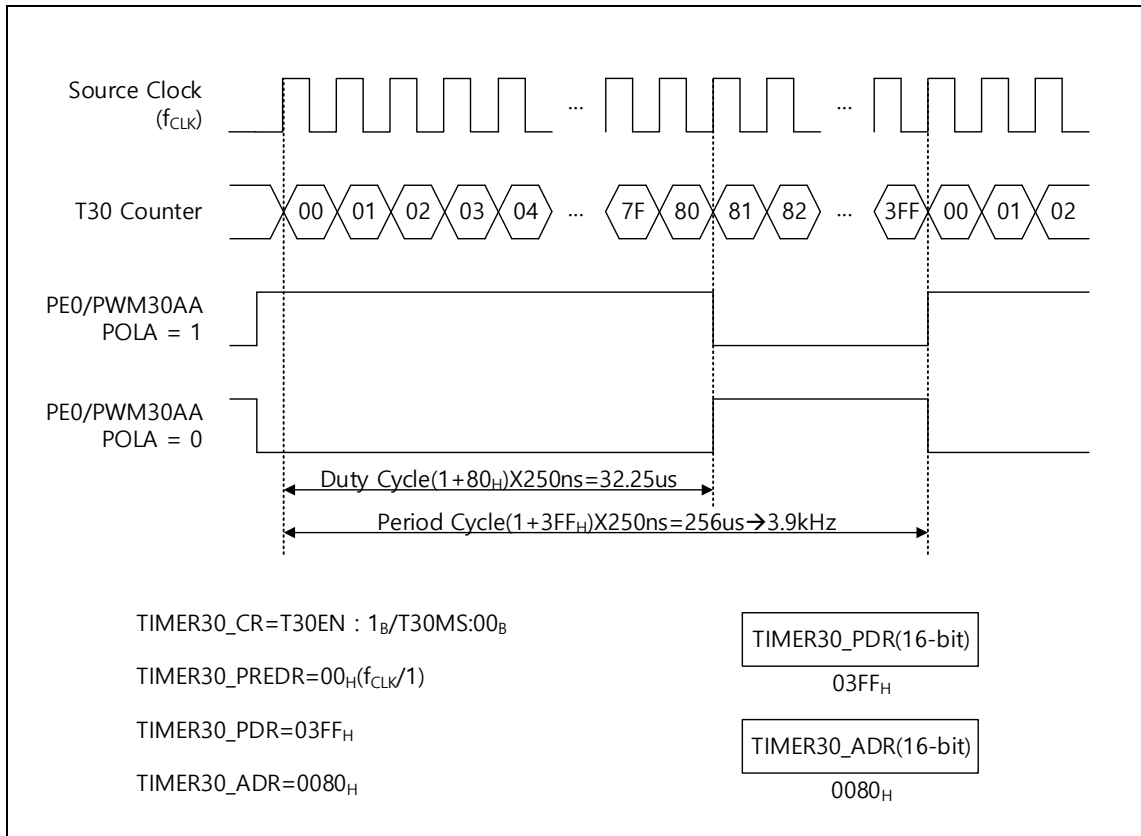 Source Clock
(fCLK)
... ...
T30 Counter
00 01 02 03 04 ... 7F 80 81 82 ... 3FF 00 01 02
PE0/PWM30AA
POLA = 1
PE0/PWM30AA
POLA = 0
Duty Cycle(1+80H)X250ns=32.25us
Period Cycle(1+3FFH)X250ns=256us→3.9kHz
TIMER30_CR=T30EN : 1B/T30MS:00B
TIMER30_PREDR=00H(fCLK/1)
TIMER30_PDR=03FFH
TIMER30_ADR=0080H
TIMER30_PDR(16-bit)
03FFH
TIMER30_ADR(16-bit)
0080H